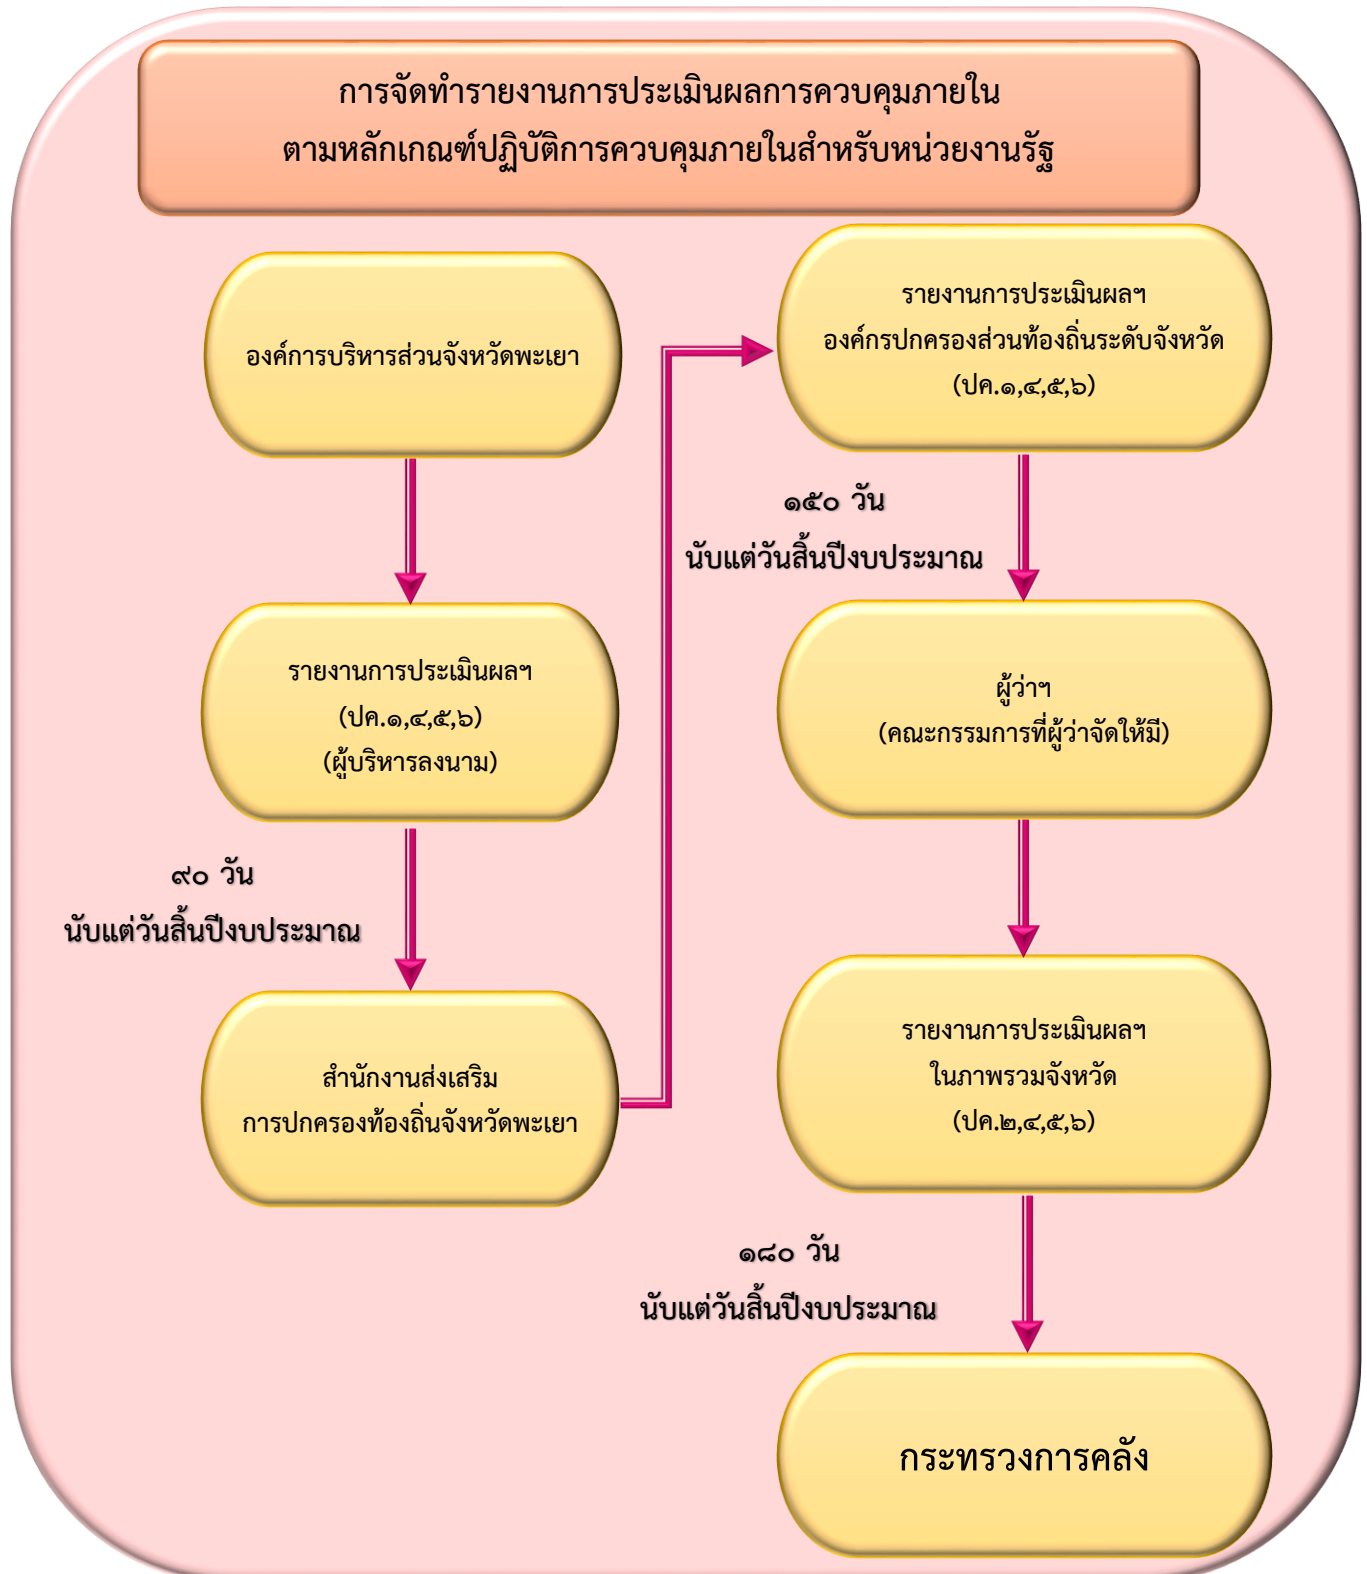 การจัดทำรายงานการประเมินผลการควบคุมภายใน
ตามหลักเกณฑ์ปฏิบัติการควบคุมภายในสำหรับหน่วยงานรัฐ
องค์การบริหารส่วนจังหวัดพะเยา
รายงานการประเมินผลฯ
(ปค.๑,๔,๕,๖)
(ผู้บริหารลงนาม)
๙๐ วัน
นับแต่วันสิ้นปีงบประมาณ
สำนักงานส่งเสริม
การปกครองท้องถิ่นจังหวัดพะเยา
รายงานการประเมินผลฯ
องค์กรปกครองส่วนท้องถิ่นระดับจังหวัด
(ปค.๑,๔,๕,๖)
๑๕๐ วัน
นับแต่วันสิ้นปีงบประมาณ
ผู้ว่าฯ
(คณะกรรมการที่ผู้ว่าจัดให้มี)
รายงานการประเมินผลฯ
ในภาพรวมจังหวัด
(ปค.๒,๔,๕,๖)
๑๘๐ วัน
นับแต่วันสิ้นปีงบประมาณ
กระทรวงการคลัง